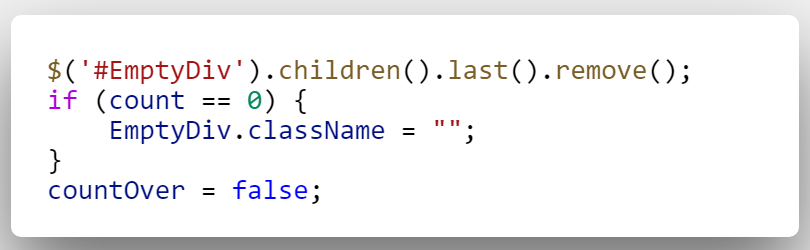 $('#EmptyDiv').children().last().remove();
if (count == 0) {
    EmptyDiv.className = "";
}
countOver = false;